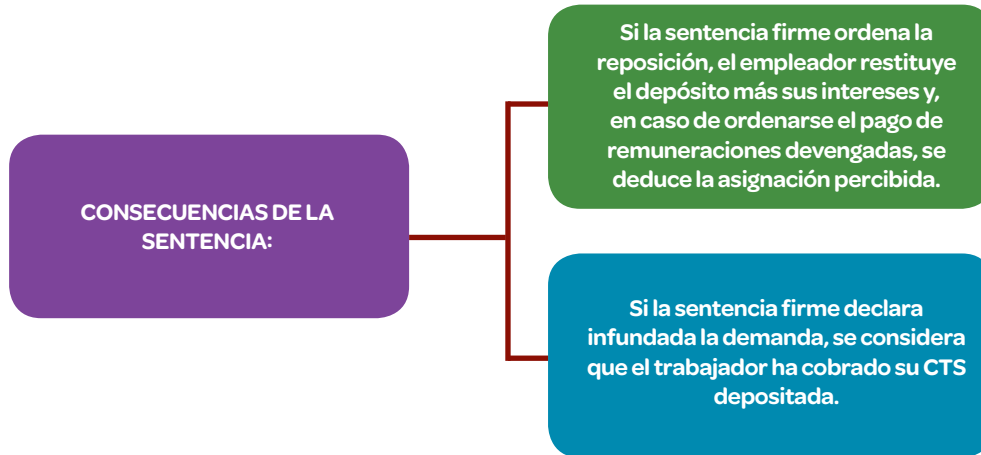 CONSECUENCIAS DE LA
SENTENCIA:
Si la sentencia firme ordena la
reposición, el empleador restituye
el depósito más sus intereses y,
en caso de ordenarse el pago de
remuneraciones devengadas, se
deduce la asignación percibida.
Si la sentencia firme declara
infundada la demanda, se considera
que el trabajador ha cobrado su CTS
depositada.